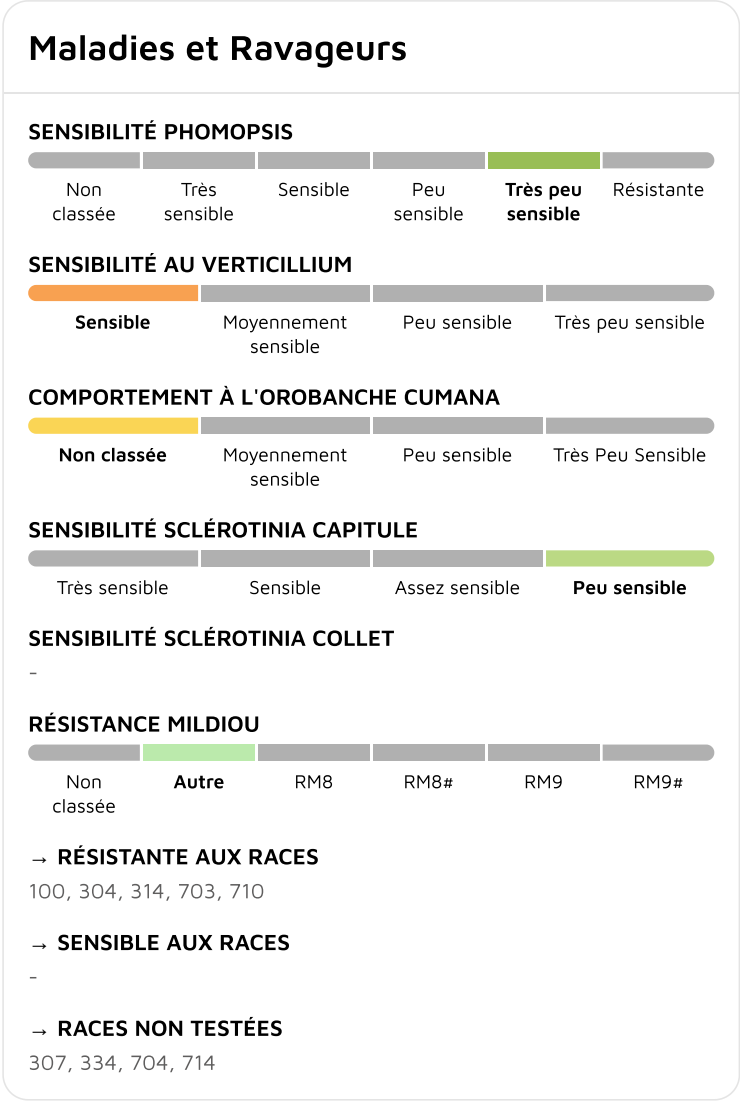 Maladies et Ravageurs
SENSIBILITÉ PHOMOPSIS
Non classée
Très sensible
Sensible
Peu sensible
Très peu sensible
Résistante
SENSIBILITÉ AU VERTICILLIUM
Sensible
Moyennement sensible
Peu sensible
Très peu sensible
COMPORTEMENT À L'OROBANCHE CUMANA
Non classée
Moyennement sensible
Peu sensible
Très Peu Sensible
SENSIBILITÉ SCLÉROTINIA CAPITULE
Très sensible
Sensible
Assez sensible
Peu sensible
SENSIBILITÉ SCLÉROTINIA COLLET
-
RÉSISTANCE MILDIOU
Non classée
Autre
RM8
RM8#
RM9
RM9#
→ RÉSISTANTE AUX RACES
100, 304, 314, 703, 710
→ SENSIBLE AUX RACES
-
→ RACES NON TESTÉES
307, 334, 704, 714